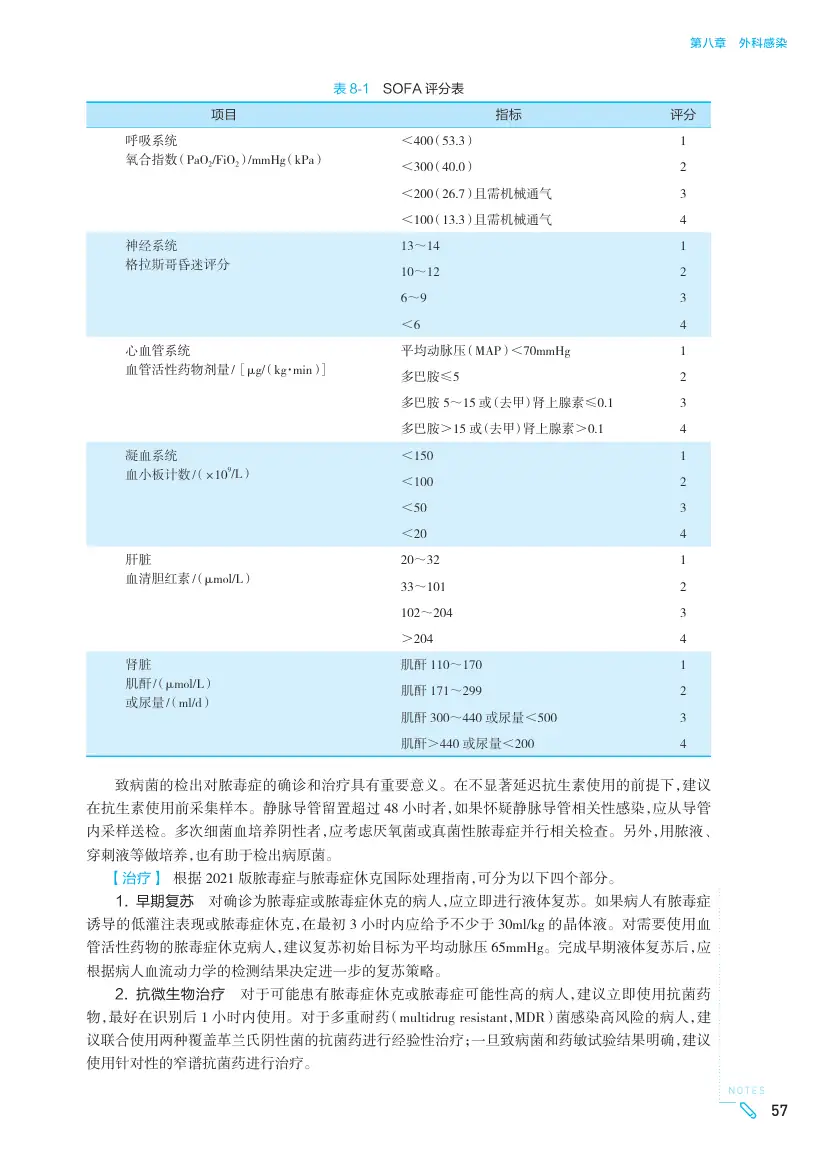 第八章 外科感染
表 8-1 SOFA 评分表
项目 指标 评分
呼吸系统 <400(53.3) 1
氧合指数(PaO₂/FiO₂)/mmHg(kPa)
<300(40.0) 2
<200(26.7)且需机械通气 3
<100(13.3)且需机械通气 4
神经系统 13~14 1
格拉斯哥昏迷评分
10~12 2
6~9 3
<6 4
心血管系统 平均动脉压(MAP)<70mmHg 1
血管活性药物剂量/[μg/(kg·min)]
多巴胺≤5 2
多巴胺 5~15 或(去甲)肾上腺素≤0.1 3
多巴胺>15 或(去甲)肾上腺素>0.1 4
凝血系统 <150 1
血小板计数/(×10⁹/L)
<100 2
<50 3
<20 4
肝脏 20~32 1
血清胆红素/(μmol/L)
33~101 2
102~204 3
>204 4
肾脏 肌酐 110~170 1
肌酐/(μmol/L)
肌酐 171~299 2
或尿量/(ml/d)
肌酐 300~440 或尿量<500 3
肌酐>440 或尿量<200 4
致病菌的检出对脓毒症的确诊和治疗具有重要意义。在不显著延迟抗生素使用的前提下,建议
在抗生素使用前采集样本。静脉导管留置超过 48 小时者,如果怀疑静脉导管相关性感染,应从导管
内采样送检。多次细菌血培养阴性者,应考虑厌氧菌或真菌性脓毒症并行相关检查。另外,用脓液、
穿刺液等做培养,也有助于检出病原菌。
【治疗】 根据 2021 版脓毒症与脓毒症休克国际处理指南,可分为以下四个部分。
1. 早期复苏 对确诊为脓毒症或脓毒症休克的病人,应立即进行液体复苏。如果病人有脓毒症
诱导的低灌注表现或脓毒症休克,在最初 3 小时内应给予不少于 30ml/kg 的晶体液。对需要使用血
管活性药物的脓毒症休克病人,建议复苏初始目标为平均动脉压 65mmHg。完成早期液体复苏后,应
根据病人血流动力学的检测结果决定进一步的复苏策略。
2. 抗微生物治疗 对于可能患有脓毒症休克或脓毒症可能性高的病人,建议立即使用抗菌药
物,最好在识别后 1 小时内使用。对于多重耐药(multidrug resistant,MDR)菌感染高风险的病人,建
议联合使用两种覆盖革兰氏阴性菌的抗菌药进行经验性治疗;一旦致病菌和药敏试验结果明确,建议
使用针对性的窄谱抗菌药进行治疗。
NOTES
57